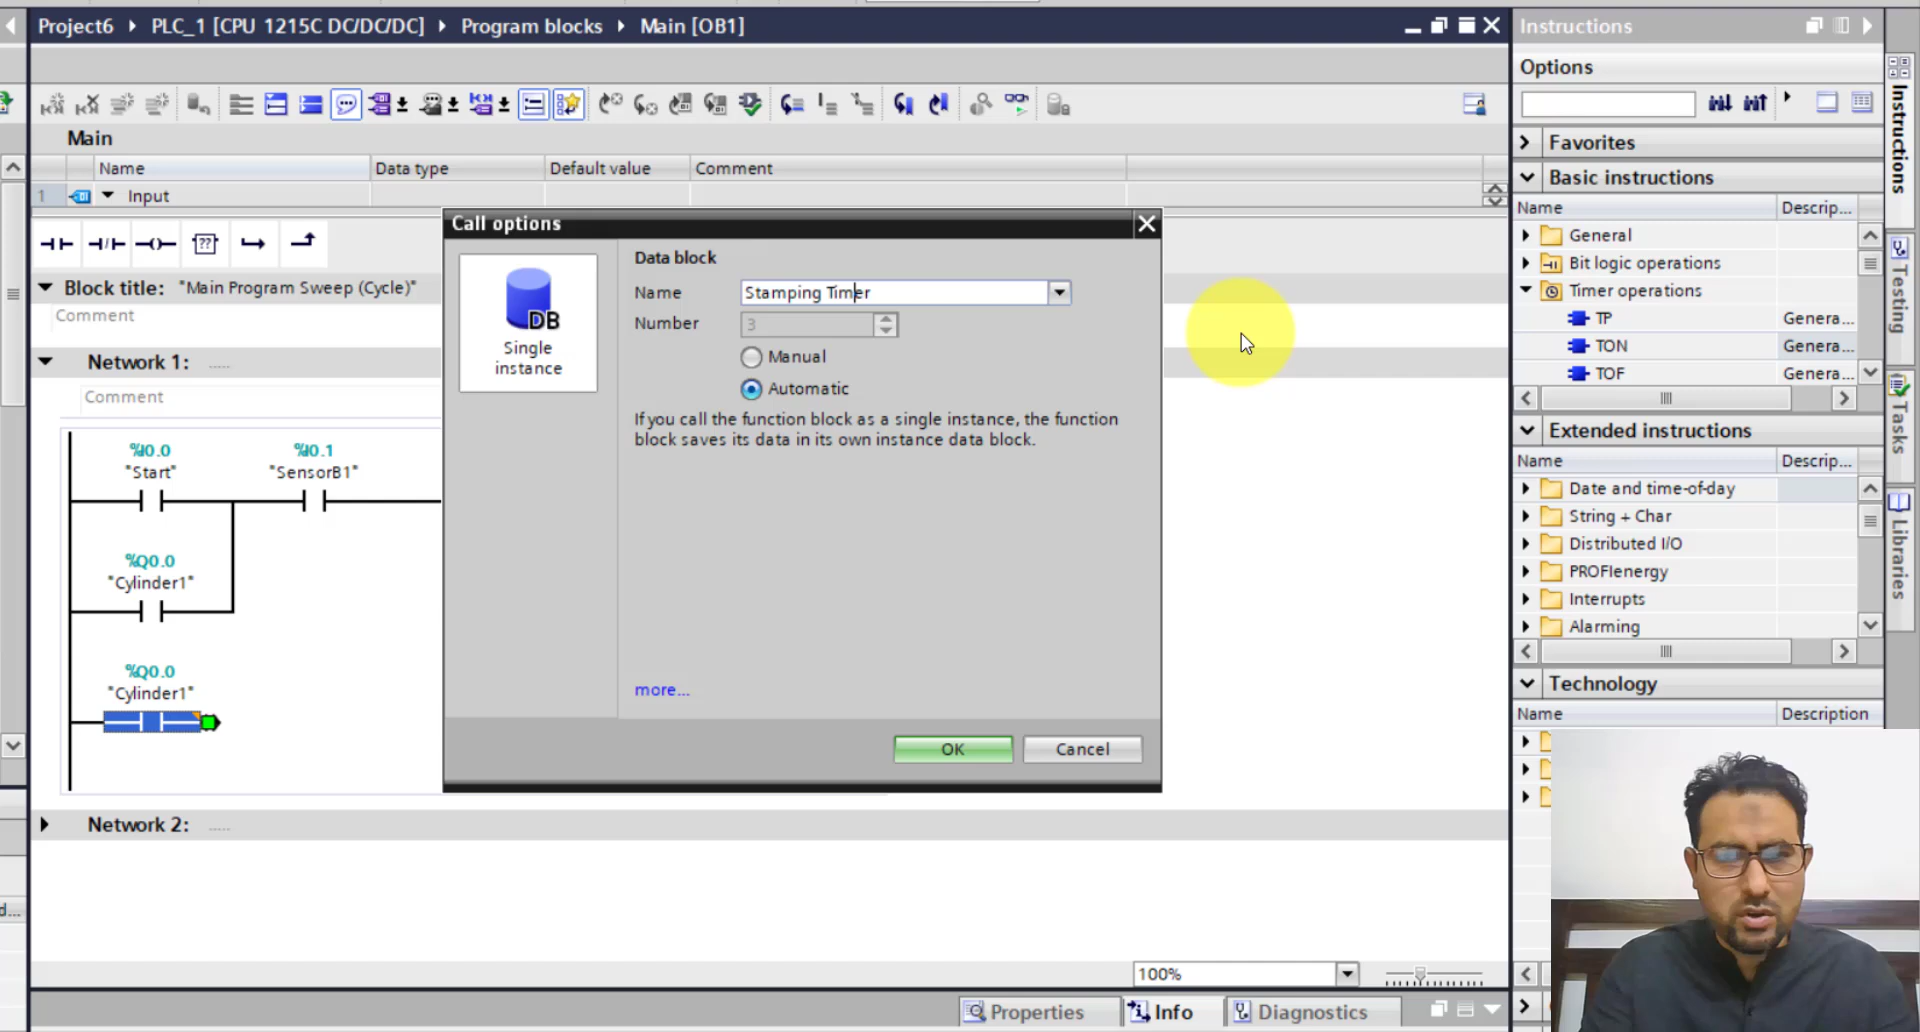 Project6 ▸ PLC_1 [CPU 1215C DC/DC/DC] ▸ Program blocks ▸ Main [OB1]
Instructions
Options
Main
Name Data type Default value Comment
1 Input
Block title: "Main Program Sweep (Cycle)"
Comment
Network 1: .....
Comment
%I0.0
"Start"
%I0.1
"SensorB1"
%Q0.0
"Cylinder1"
%Q0.0
"Cylinder1"
Network 2: .....
Call options
DB
Single
instance
Data block
Name Stamping Timer
Number 3
Manual
Automatic
If you call the function block as a single instance, the function
block saves its data in its own instance data block.
more...
OK Cancel
100%
Properties Info Diagnostics
Favorites
Basic instructions
Name Descrip...
General
Bit logic operations
Timer operations
TP Genera...
TON Genera...
TOF Genera...
Extended instructions
Name Descrip...
Date and time-of-day
String + Char
Distributed I/O
PROFIenergy
Interrupts
Alarming
Technology
Name Description
Instructions
Testing
Tasks
Libraries
d...